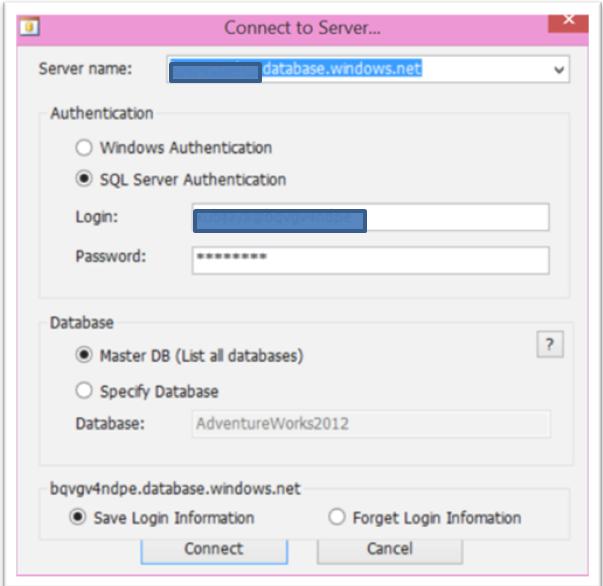 Connect to Server...
Server name: database.windows.net
Authentication
Windows Authentication
SQL Server Authentication
Login:
Password: ********
Database
Master DB (List all databases)
?
Specify Database
Database: AdventureWorks2012
bqvgv4ndpe.database.windows.net
Save Login Information
Forget Login Infomation
Connect
Cancel